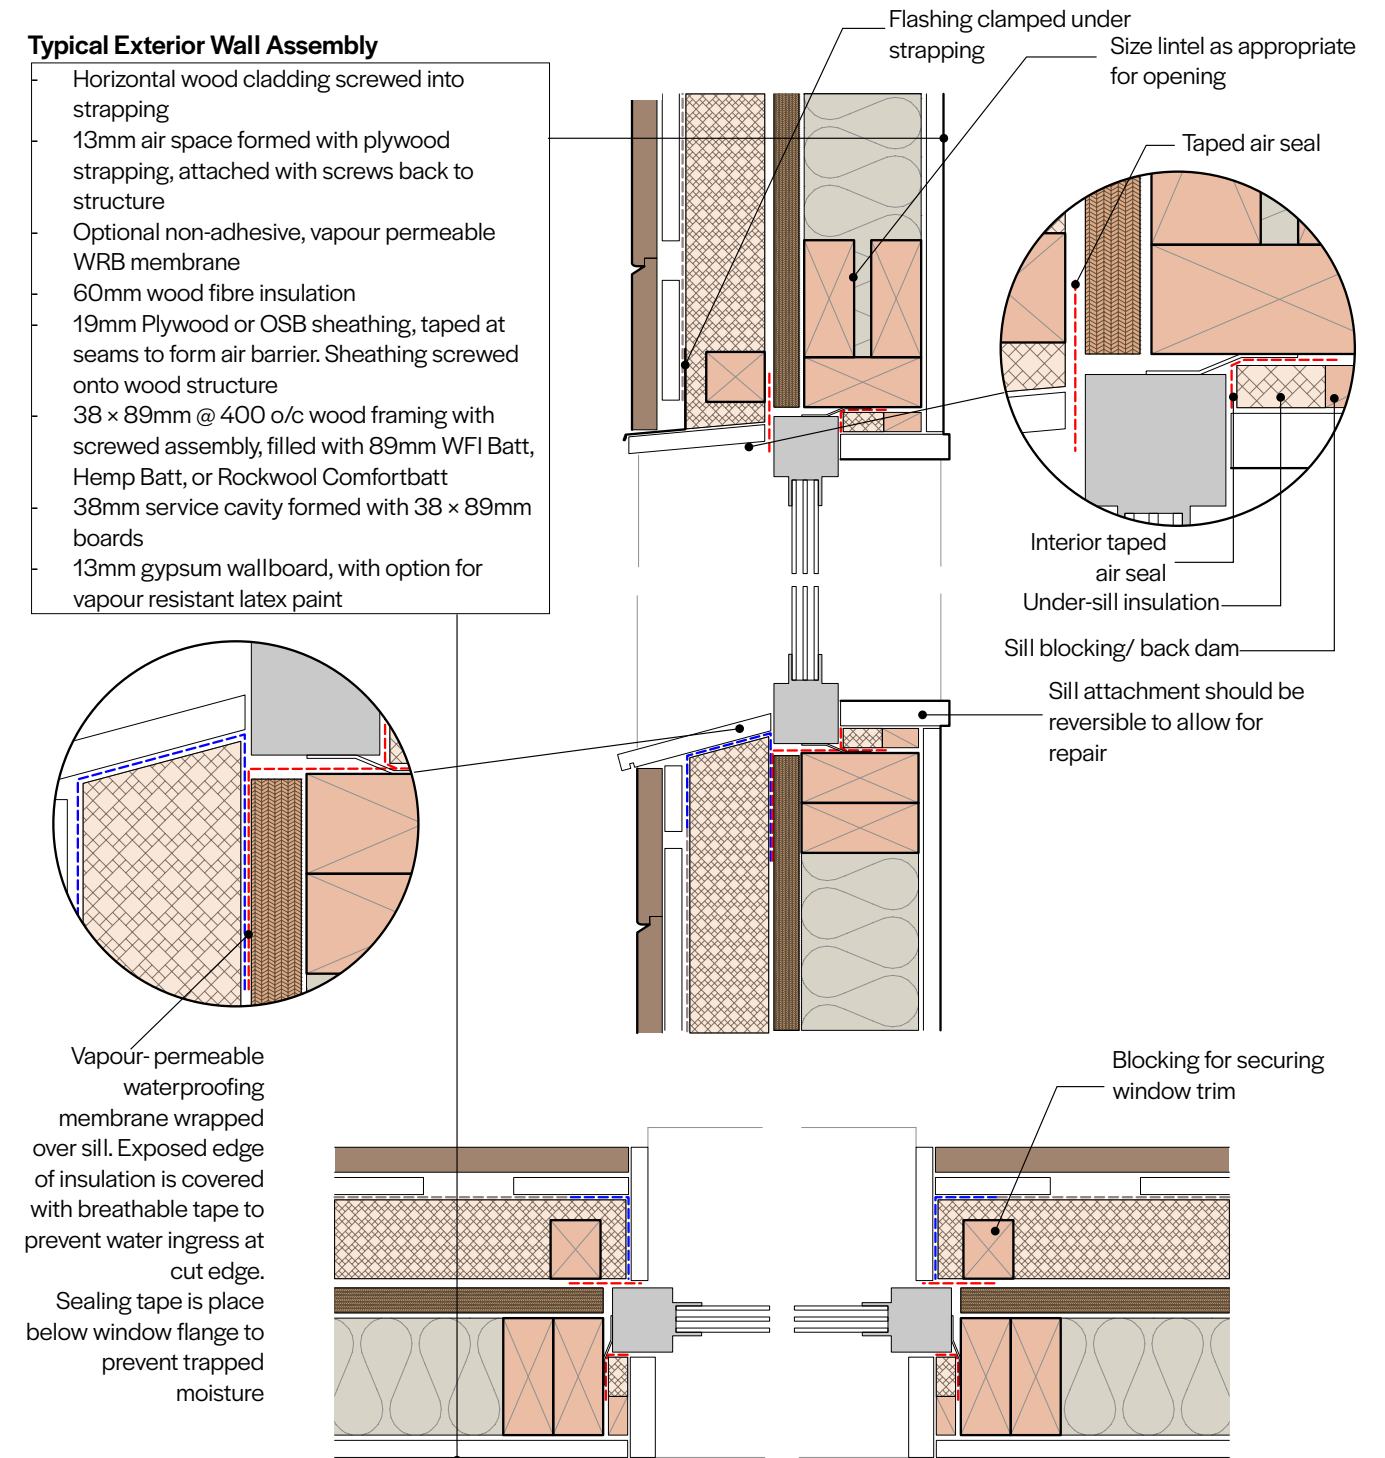 Typical Exterior Wall Assembly
- Horizontal wood cladding screwed into
strapping
- 13mm air space formed with plywood
strapping, attached with screws back to
structure
- Optional non-adhesive, vapour permeable
WRB membrane
- 60mm wood fibre insulation
- 19mm Plywood or OSB sheathing, taped at
seams to form air barrier. Sheathing screwed
onto wood structure
- 38 × 89mm @ 400 o/c wood framing with
screwed assembly, filled with 89mm WFI Batt,
Hemp Batt, or Rockwool Comfortbatt
- 38mm service cavity formed with 38 × 89mm
boards
- 13mm gypsum wallboard, with option for
vapour resistant latex paint
Flashing clamped under
strapping
Size lintel as appropriate
for opening
Taped air seal
Interior taped
air seal
Under-sill insulation
Sill blocking/ back dam
Sill attachment should be
reversible to allow for
repair
Vapour- permeable
waterproofing
membrane wrapped
over sill. Exposed edge
of insulation is covered
with breathable tape to
prevent water ingress at
cut edge.
Sealing tape is place
below window flange to
prevent trapped
moisture
Blocking for securing
window trim